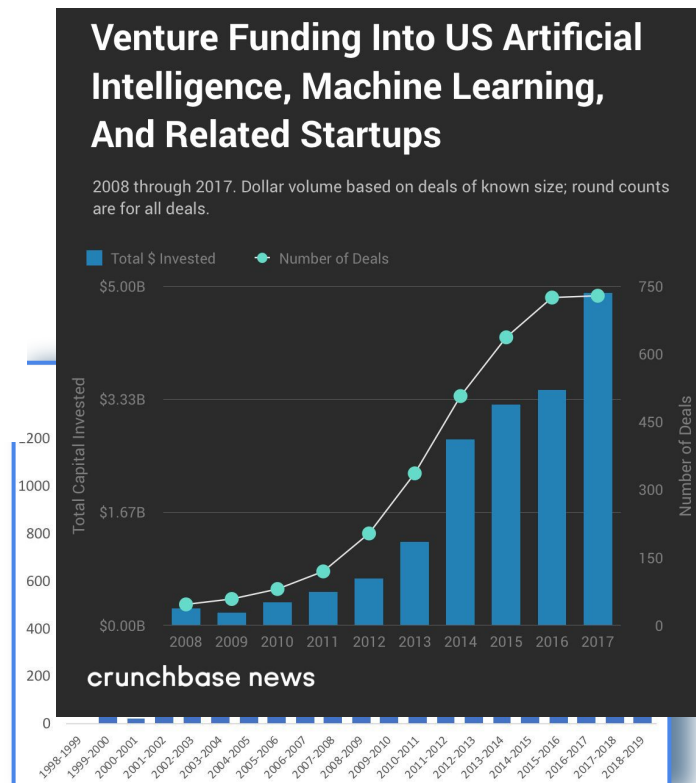 Venture Funding Into US Artificial
Intelligence, Machine Learning,
And Related Startups
2008 through 2017. Dollar volume based on deals of known size; round counts
are for all deals.
Total $ Invested
Number of Deals
$5.00B
$3.33B
$1.67B
$0.00B
Total Capital Invested
750
600
450
300
150
0
Number of Deals
2008 2009 2010 2011 2012 2013 2014 2015 2016 2017
crunchbase news
1000
800
600
400
200
0
1998-1999 1999-2000 2000-2001 2001-2002 2002-2003 2003-2004 2004-2005 2005-2006 2006-2007 2007-2008 2008-2009 2009-2010 2010-2011 2011-2012 2012-2013 2013-2014 2014-2015 2015-2016 2016-2017 2017-2018 2018-2019